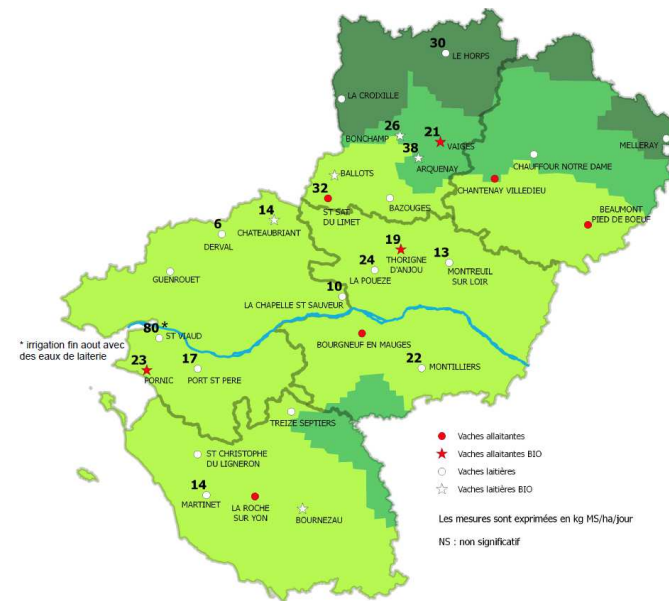 30
LE HORPS
LA CROIXILLE
26
BONCHAMP
21
VAIGES
38
ARQUENAY
MELLERAY
CHAUFFOUR NOTRE DAME
BALLOTS
CHANTENAY VILLEDIEU
32
ST SAT
DU LIMET
BAZOUGES
BEAUMONT
PIED DE BOEUF
14
CHATEAUBRIANT
6
DERVAL
19
THORIGNE
D'ANJOU
13
MONTREUIL
SUR LOIR
24
LA POUEZE
GUENROUET
10
LA CHAPELLE ST SAUVEUR
80 *
ST VIAUD
* irrigation fin aout avec
des eaux de laiterie
BOURGNEUF EN MAUGES
23
PORNIC
17
PORT ST PERE
22
MONTILLIERS
TREIZE SEPTIERS
ST CHRISTOPHE
DU LIGNERON
14
MARTINET
LA ROCHE
SUR YON
BOURNEZAU
Vaches allaitantes
Vaches allaitantes BIO
Vaches laitières
Vaches laitières BIO
Les mesures sont exprimées en kg MS/ha/jour
NS : non significatif